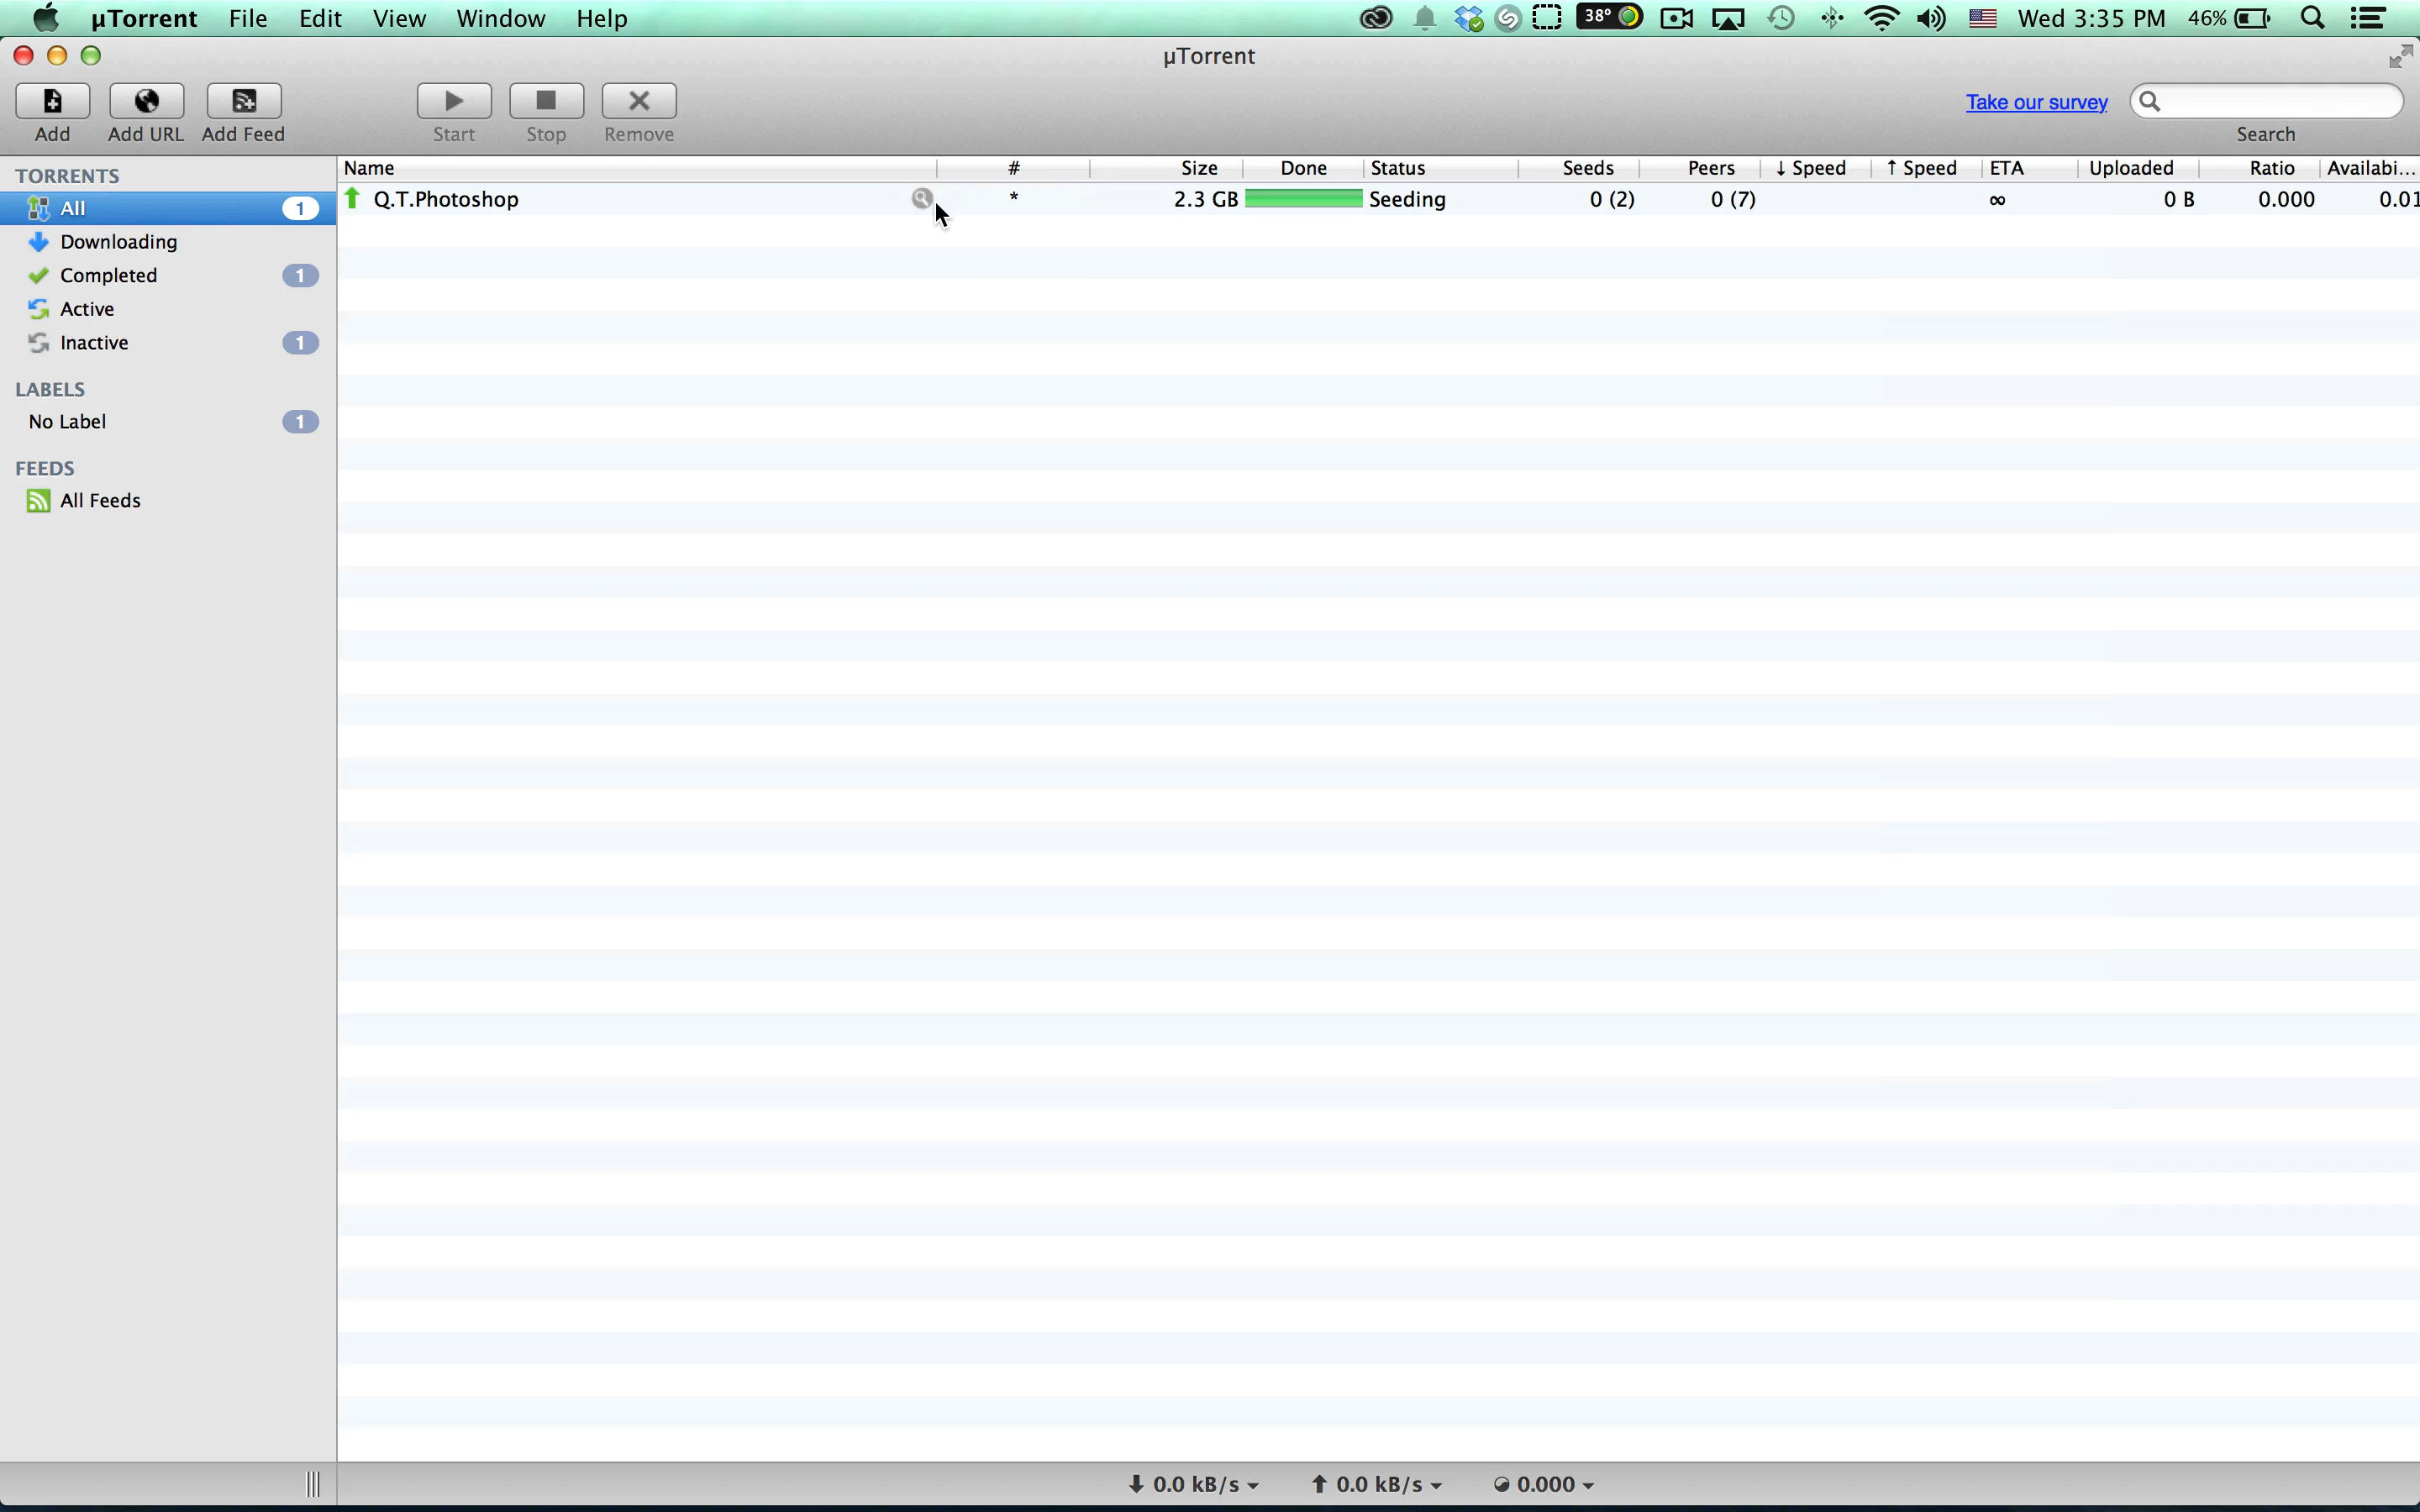 µTorrent File Edit View Window Help 38° Wed 3:35 PM 46%
µTorrent
Add Add URL Add Feed Start Stop Remove Take our survey Search
TORRENTS
All 1
Downloading
Completed 1
Active
Inactive 1
LABELS
No Label 1
FEEDS
All Feeds
Name # Size Done Status Seeds Peers ↓ Speed ↑ Speed ETA Uploaded Ratio Availabi...
Q.T.Photoshop * 2.3 GB Seeding 0 (2) 0 (7) ∞ 0 B 0.000 0.01
0.0 kB/s 0.0 kB/s 0.000